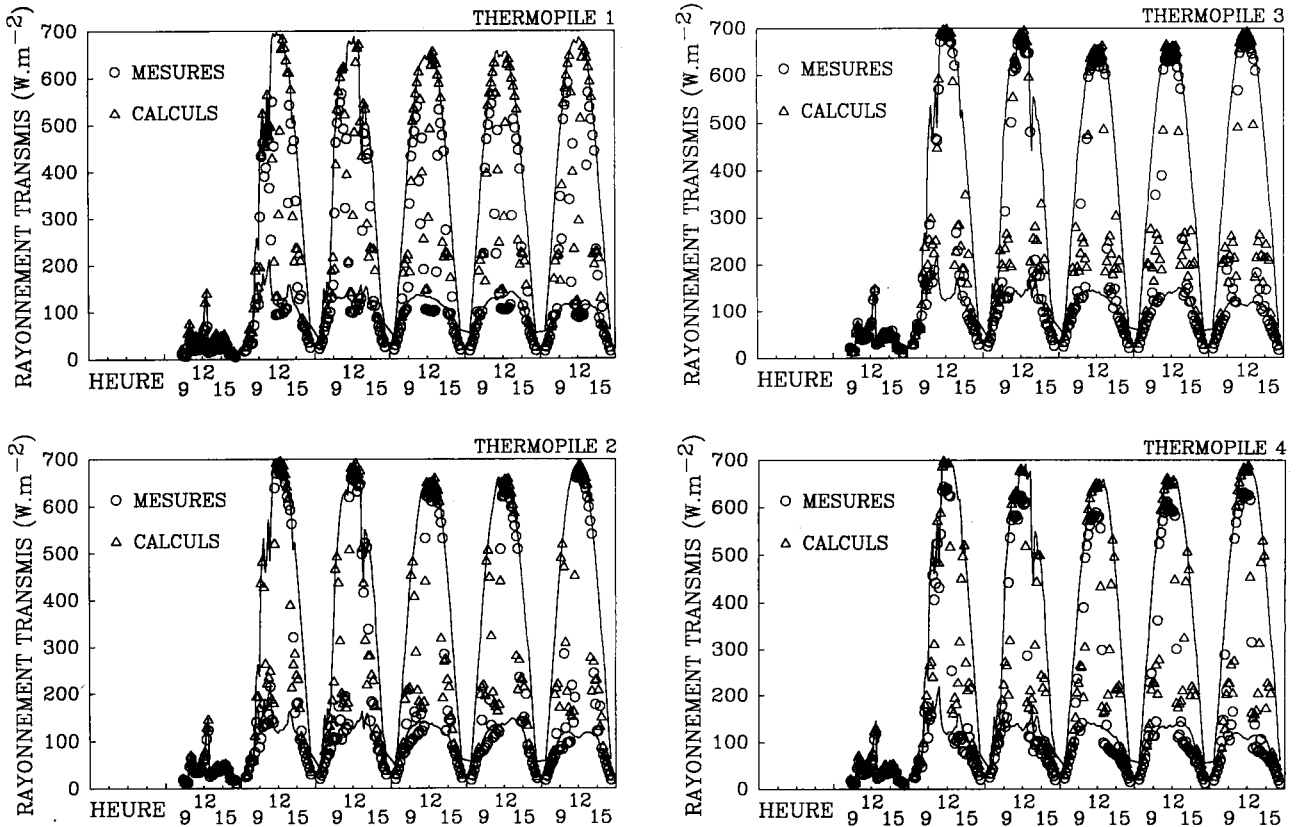 THERMOPILE 1
RAYONNEMENT TRANSMIS (W.m−2)
700
600
500
400
300
200
100
0
○ MESURES
△ CALCULS
HEURE
9 12 15 9 12 15 9 12 15 9 12 15 9 12 15 9 12 15
THERMOPILE 3
RAYONNEMENT TRANSMIS (W.m−2)
700
600
500
400
300
200
100
0
○ MESURES
△ CALCULS
HEURE
9 12 15 9 12 15 9 12 15 9 12 15 9 12 15 9 12 15
THERMOPILE 2
RAYONNEMENT TRANSMIS (W.m−2)
700
600
500
400
300
200
100
0
○ MESURES
△ CALCULS
HEURE
9 12 15 9 12 15 9 12 15 9 12 15 9 12 15 9 12 15
THERMOPILE 4
RAYONNEMENT TRANSMIS (W.m−2)
700
600
500
400
300
200
100
0
○ MESURES
△ CALCULS
HEURE
9 12 15 9 12 15 9 12 15 9 12 15 9 12 15 9 12 15